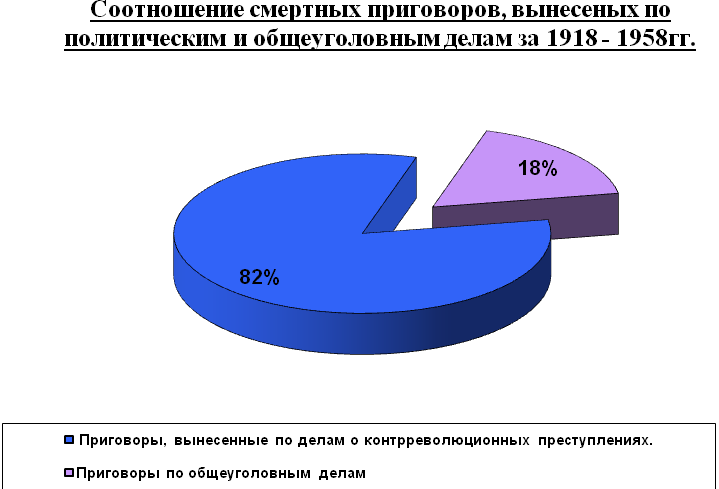 Соотношение смертных приговоров, вынесеных по
политическим и общеуголовным делам за 1918 - 1958гг.
18%
82%
Приговоры, вынесенные по делам о контрреволюционных преступлениях.
Приговоры по общеуголовным делам